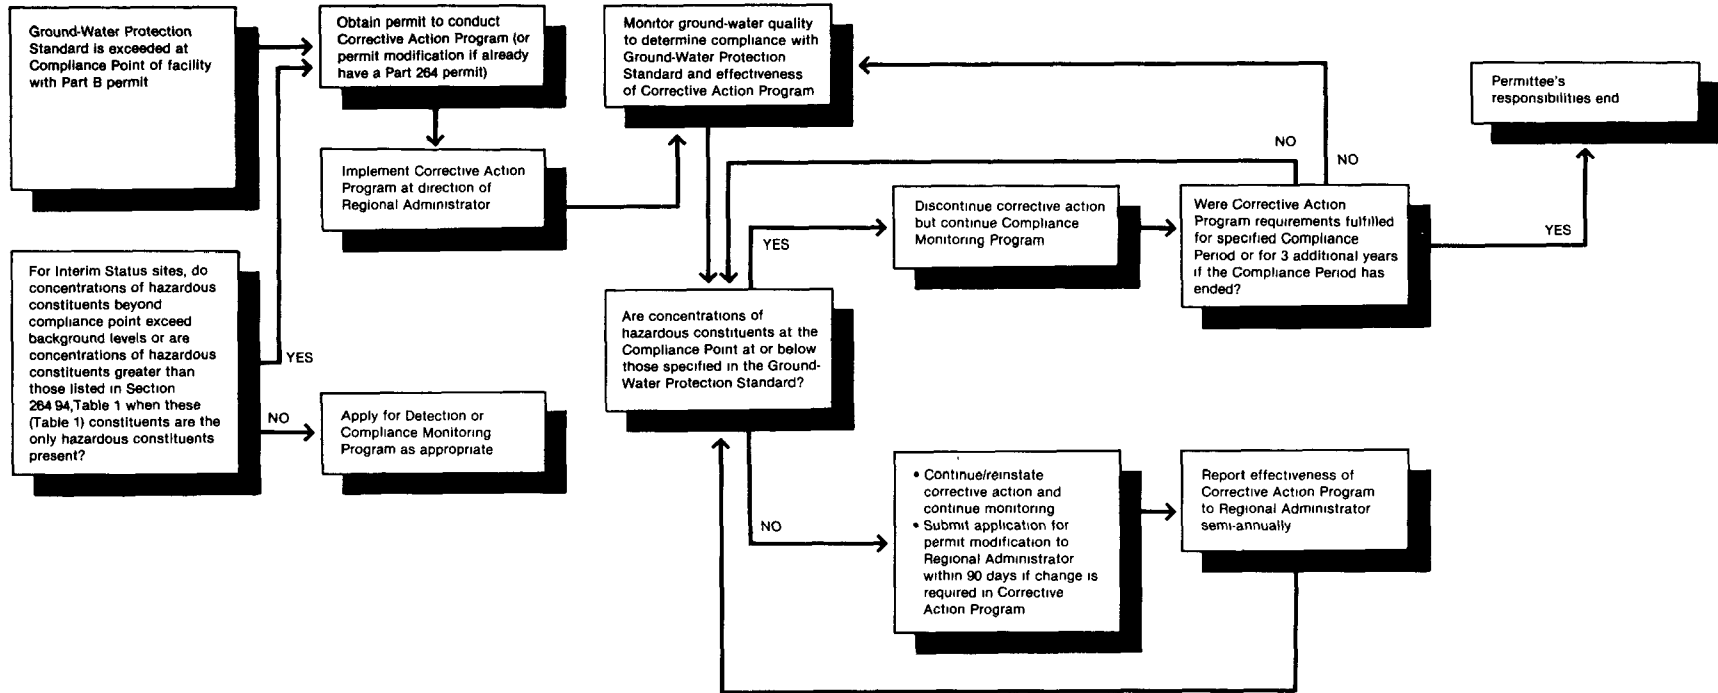 Ground-Water Protection
Standard is exceeded at
Compliance Point of facility
with Part B permit
Obtain permit to conduct
Corrective Action Program (or
permit modification if already
have a Part 264 permit)
Implement Corrective Action
Program at direction of
Regional Administrator
For Interim Status sites, do
concentrations of hazardous
constituents beyond
compliance point exceed
background levels or are
concentrations of hazardous
constituents greater than
those listed in Section
264 94, Table 1 when these
(Table 1) constituents are the
only hazardous constituents
present?
YES
NO
Apply for Detection or
Compliance Monitoring
Program as appropriate
Monitor ground-water quality
to determine compliance with
Ground-Water Protection
Standard and effectiveness
of Corrective Action Program
Are concentrations of
hazardous constituents at the
Compliance Point at or below
those specified in the Ground-
Water Protection Standard?
YES
Discontinue corrective action
but continue Compliance
Monitoring Program
Were Corrective Action
Program requirements fulfilled
for specified Compliance
Period or for 3 additional years
if the Compliance Period has
ended?
NO
NO
YES
Permittee's
responsibilities end
NO
• Continue/reinstate
corrective action and
continue monitoring
• Submit application for
permit modification to
Regional Administrator
within 90 days if change is
required in Corrective
Action Program
Report effectiveness of
Corrective Action Program
to Regional Administrator
semi-annually